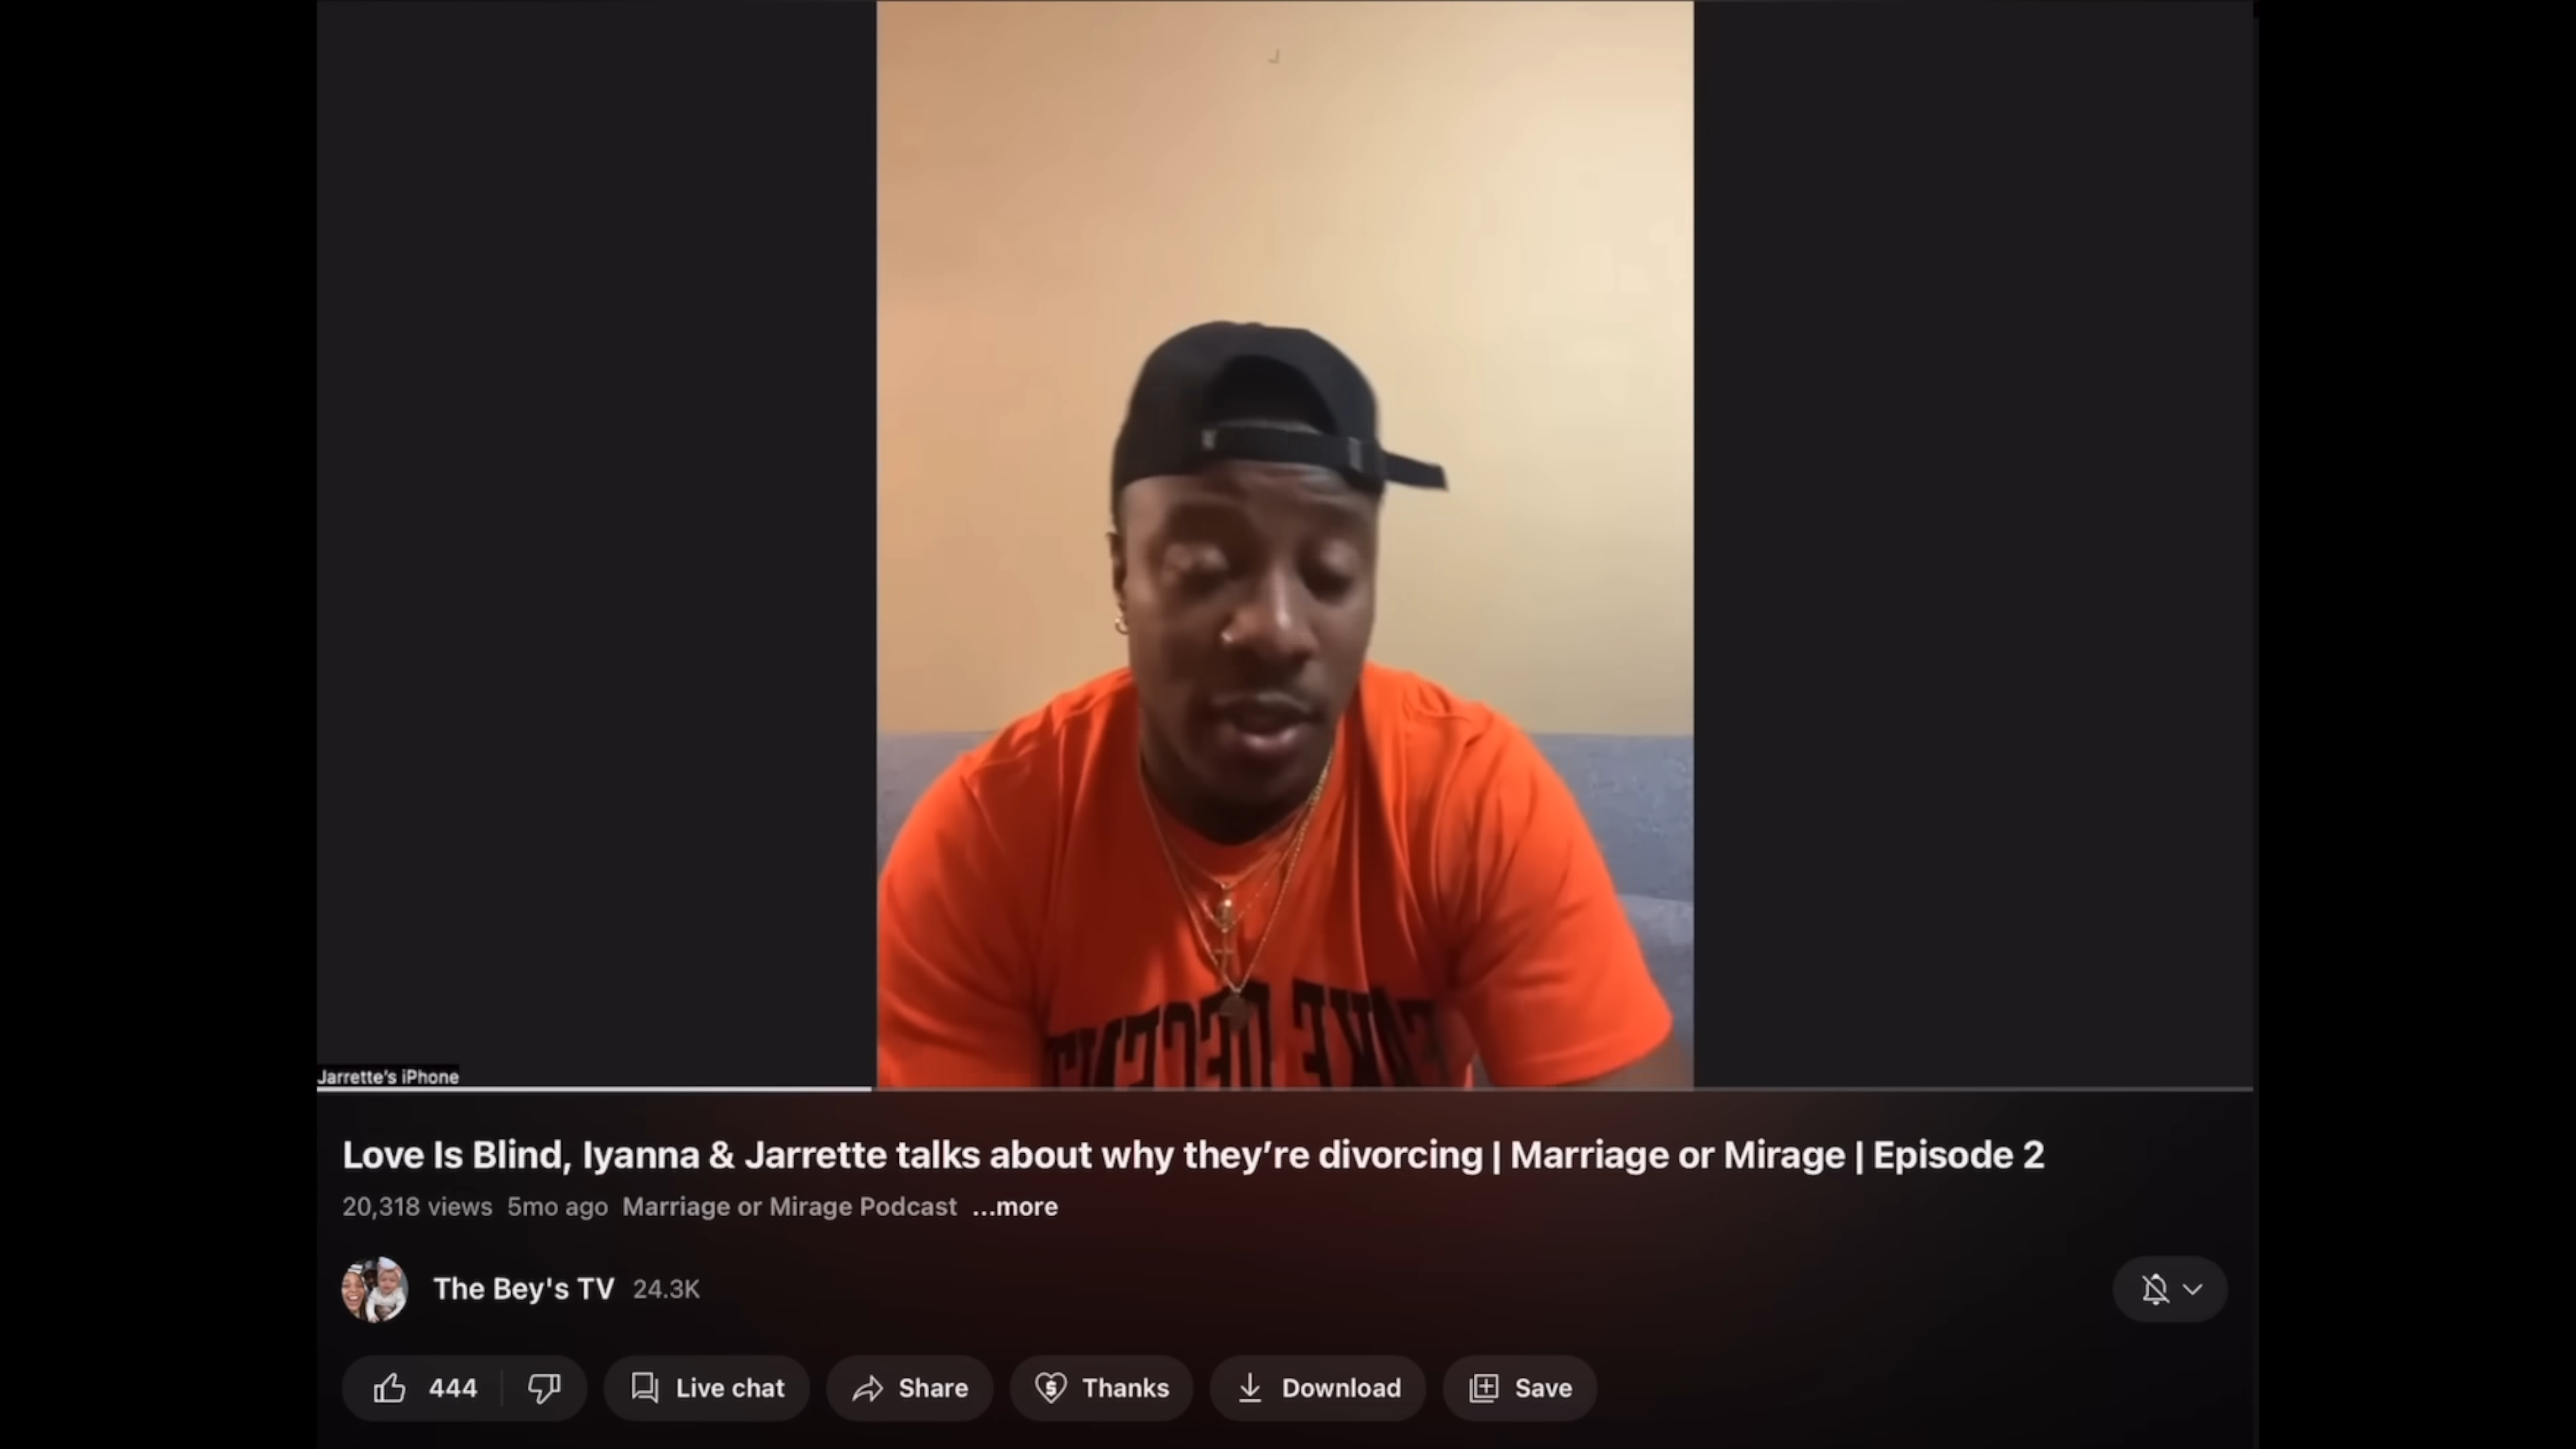 Jarrette's iPhone
Love Is Blind, Iyanna & Jarrette talks about why they're divorcing | Marriage or Mirage | Episode 2
20,318 views 5mo ago Marriage or Mirage Podcast ...more
The Bey's TV 24.3K
444 Live chat Share Thanks Download Save